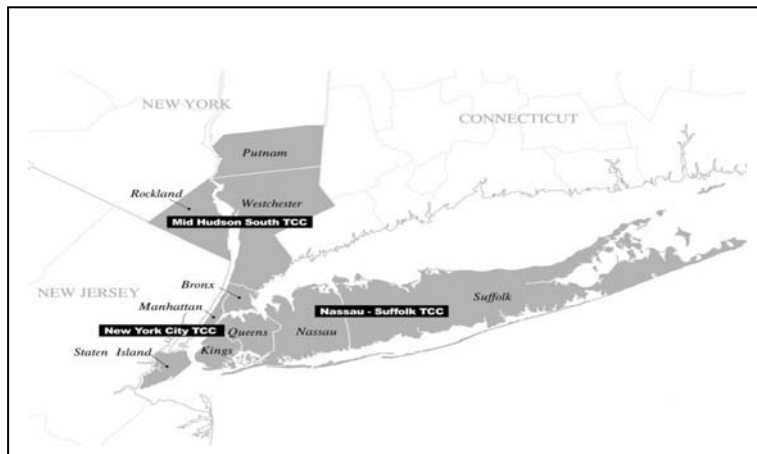 NEW YORK
CONNECTICUT
Putnam
Rockland
Westchester
Mid Hudson South TCC
NEW JERSEY
Bronx
Manhattan
Suffolk
Nassau - Suffolk TCC
New York City TCC
Queens
Nassau
Staten Island
Kings